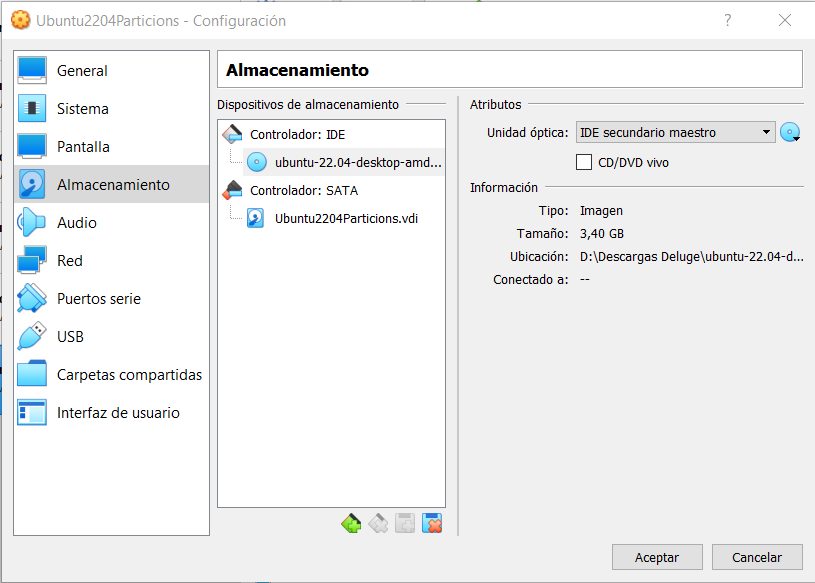 Ubuntu2204Particions - Configuración
?
General
Sistema
Pantalla
Almacenamiento
Audio
Red
Puertos serie
USB
Carpetas compartidas
Interfaz de usuario
Almacenamiento
Dispositivos de almacenamiento
Controlador: IDE
ubuntu-22.04-desktop-amd...
Controlador: SATA
Ubuntu2204Particions.vdi
Atributos
Unidad óptica: IDE secundario maestro
CD/DVD vivo
Información
Tipo: Imagen
Tamaño: 3,40 GB
Ubicación: D:\Descargas Deluge\ubuntu-22.04-d...
Conectado a: --
Aceptar
Cancelar